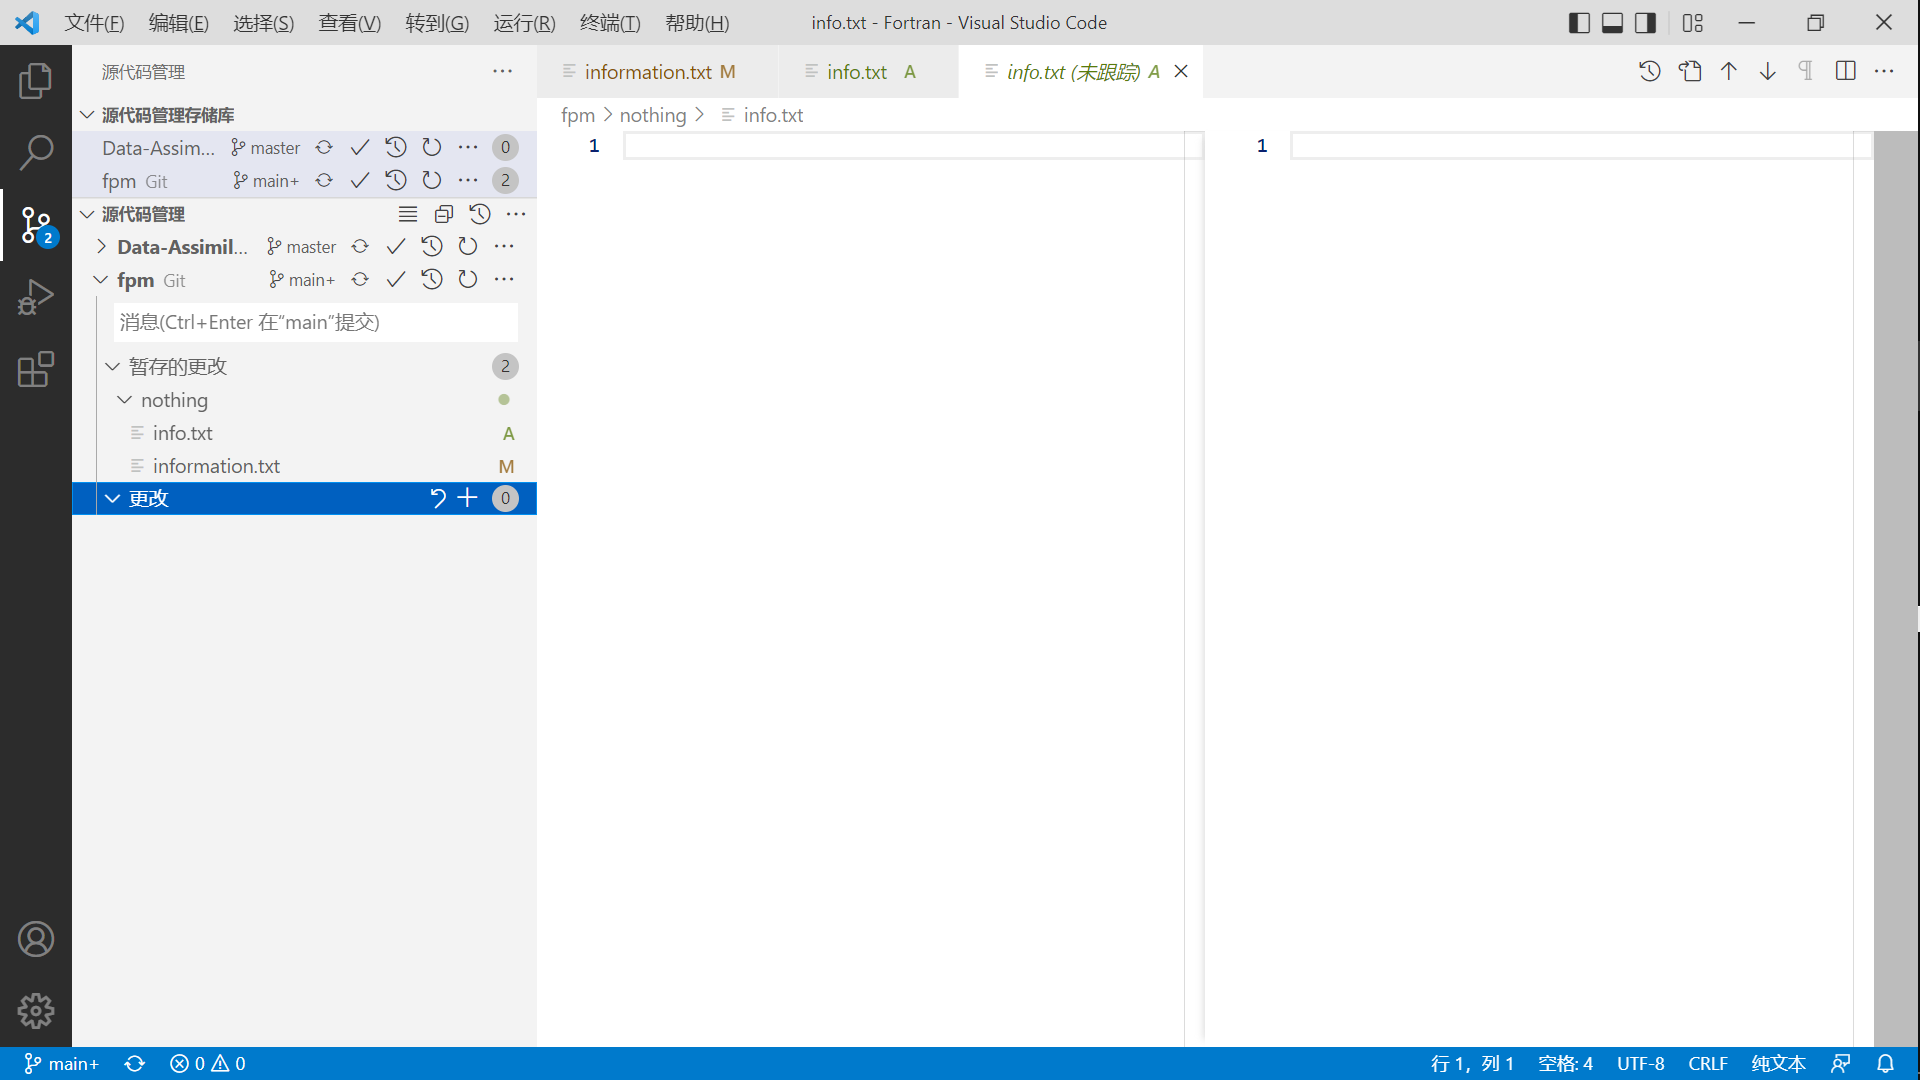 文件(F) 编辑(E) 选择(S) 查看(V) 转到(G) 运行(R) 终端(T) 帮助(H) info.txt - Fortran - Visual Studio Code
源代码管理
information.txt M info.txt A info.txt (未跟踪) A
源代码管理存储库
Data-Assim... master 0
fpm Git main+ 2
源代码管理
Data-Assimil... master
fpm Git main+
消息(Ctrl+Enter 在“main”提交)
暂存的更改 2
nothing
info.txt A
information.txt M
更改 0
2
fpm > nothing > info.txt
1
1
main+ 0 0 行 1，列 1 空格: 4 UTF-8 CRLF 纯文本